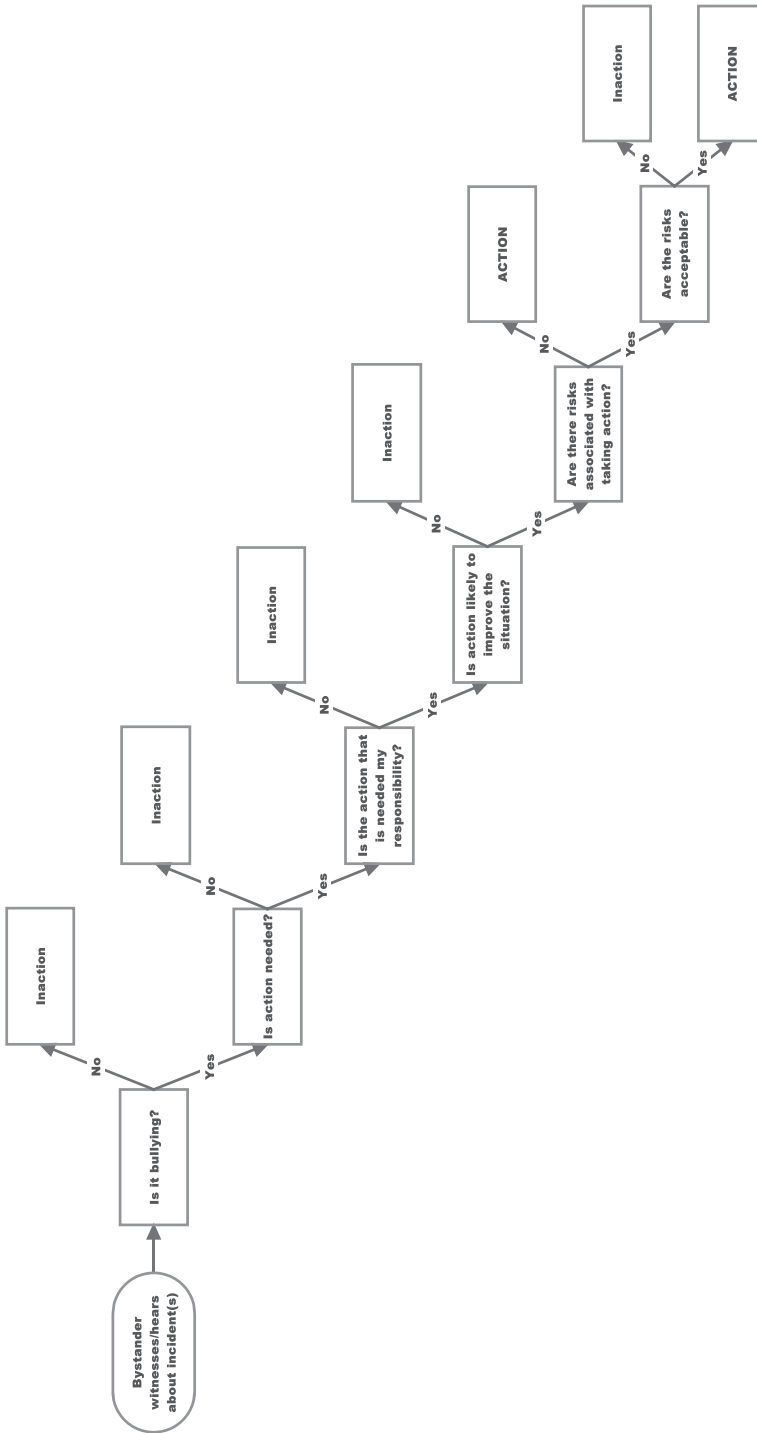 Bystander
witnesses/hears
about incident(s)
Is it bullying?
No
Inaction
Yes
Is action needed?
No
Inaction
Yes
Is the action that
is needed my
responsibility?
No
Inaction
Yes
Is action likely to
improve the
situation?
No
Inaction
Yes
Are there risks
associated with
taking action?
No
ACTION
Yes
Are the risks
acceptable?
No
Inaction
Yes
ACTION